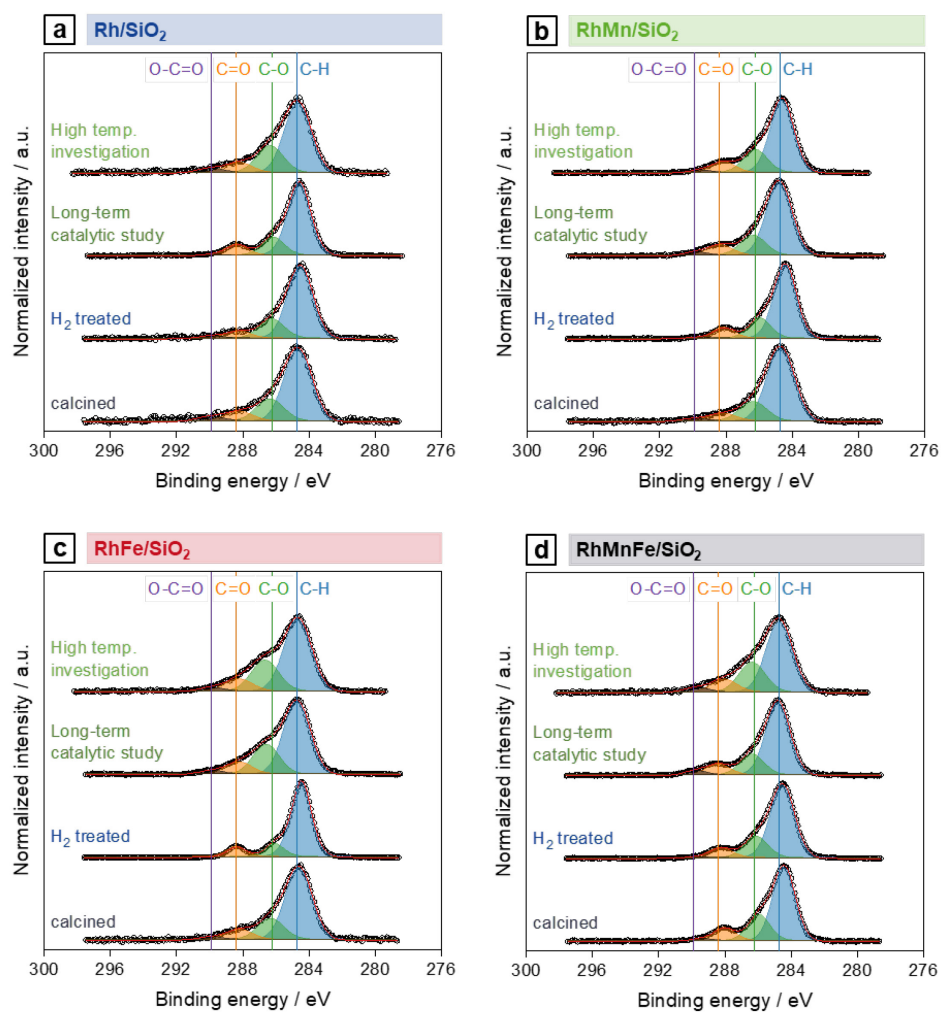 a Rh/SiO₂
O-C=O C=O C-O C-H
High temp.
investigation
Long-term
catalytic study
H₂ treated
calcined
Normalized intensity / a.u.
300 296 292 288 284 280 276
Binding energy / eV
b RhMn/SiO₂
O-C=O C=O C-O C-H
High temp.
investigation
Long-term
catalytic study
H₂ treated
calcined
Normalized intensity / a.u.
300 296 292 288 284 280 276
Binding energy / eV
c RhFe/SiO₂
O-C=O C=O C-O C-H
High temp.
investigation
Long-term
catalytic study
H₂ treated
calcined
Normalized intensity / a.u.
300 296 292 288 284 280 276
Binding energy / eV
d RhMnFe/SiO₂
O-C=O C=O C-O C-H
High temp.
investigation
Long-term
catalytic study
H₂ treated
calcined
Normalized intensity / a.u.
300 296 292 288 284 280 276
Binding energy / eV